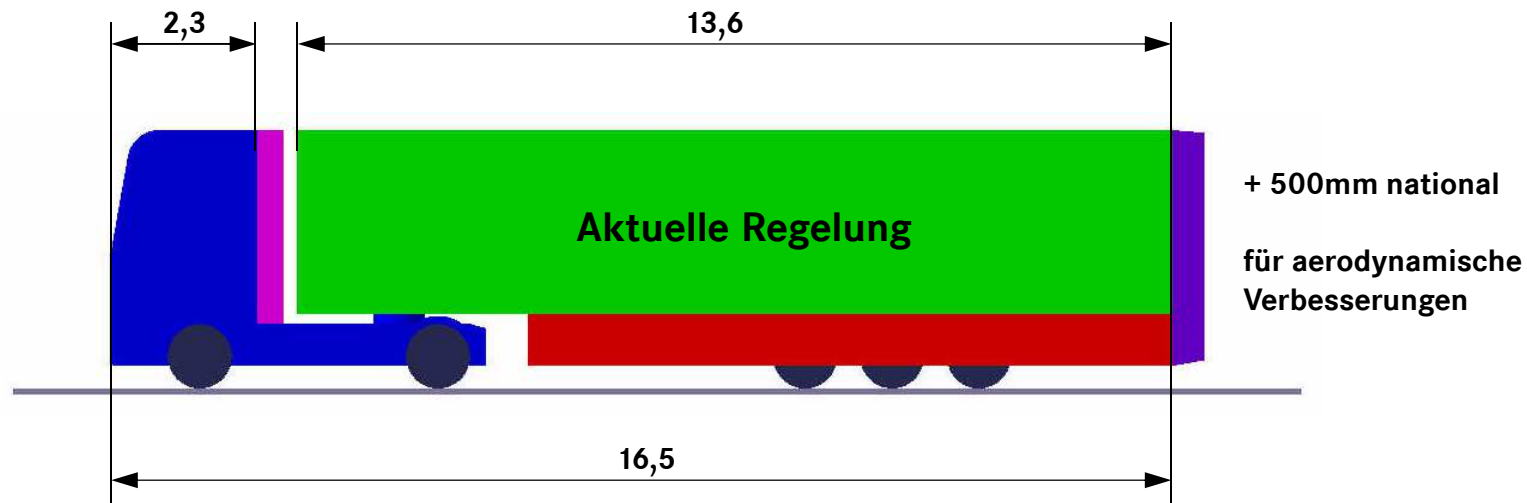 2,3
13,6
Aktuelle Regelung
+ 500mm national
für aerodynamische
Verbesserungen
16,5